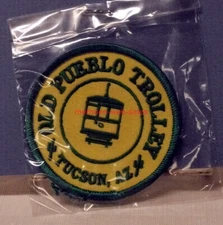 OLD PUEBLO TROLLEY
TUCSON, AZ